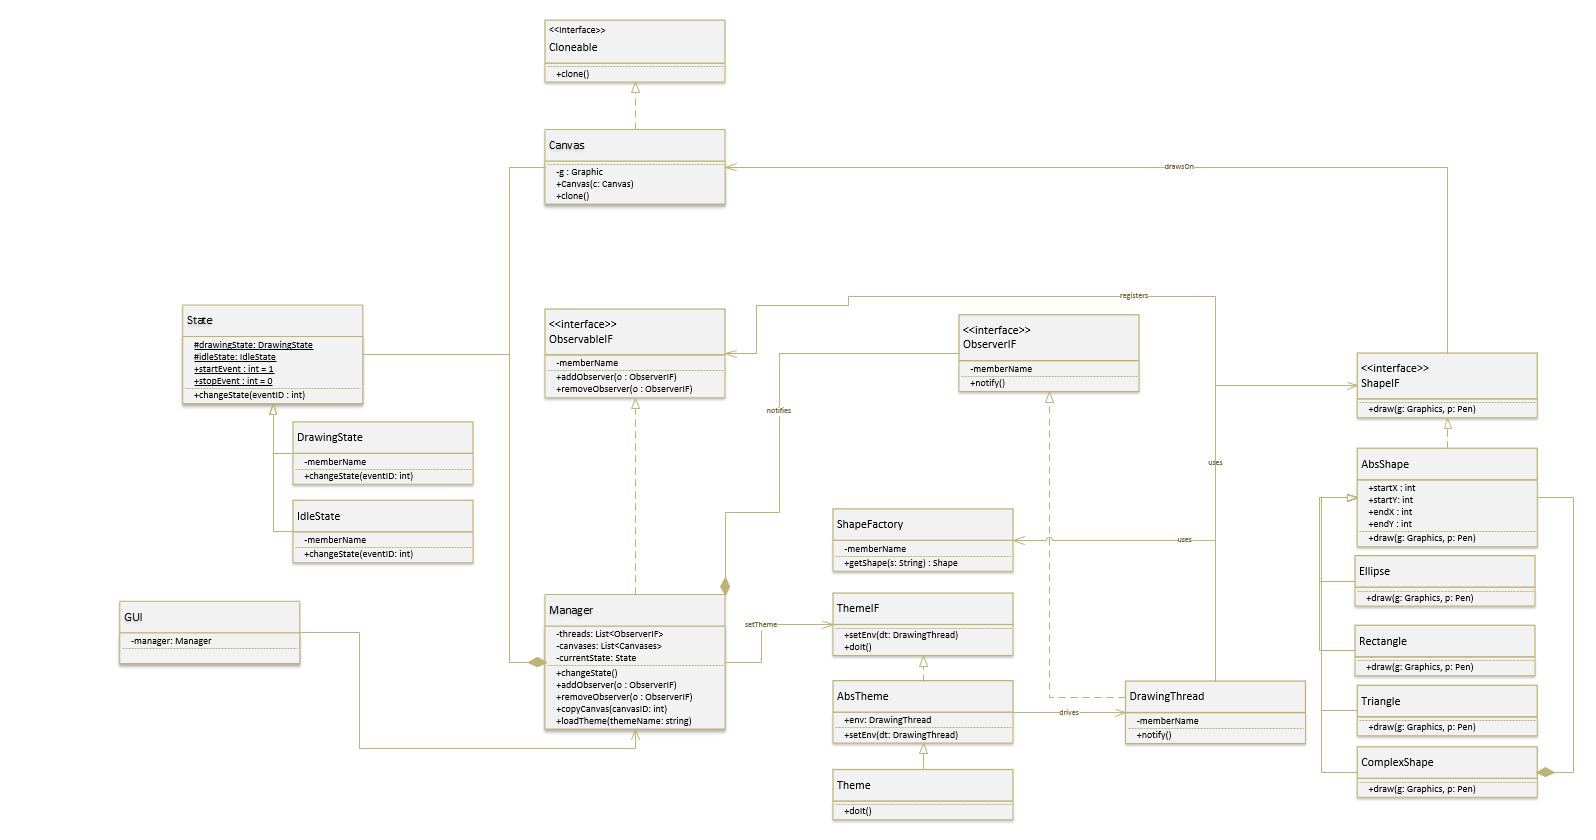 <<Interface>>
Cloneable
+clone()
Canvas
-g : Graphic
+Canvas(c: Canvas)
+clone()
drawsOn
registers
State
#drawingState: DrawingState
#idleState: IdleState
+startEvent : int = 1
+stopEvent : int = 0
+changeState(eventID : int)
<<interface>>
ObservableIF
-memberName
+addObserver(o : ObserverIF)
+removeObserver(o : ObserverIF)
<<interface>>
ObserverIF
-memberName
+notify()
<<interface>>
ShapeIF
+draw(g: Graphics, p: Pen)
notifies
DrawingState
-memberName
+changeState(eventID: int)
uses
AbsShape
+startX : int
+startY: int
+endX : int
+endY : int
+draw(g: Graphics, p: Pen)
IdleState
-memberName
+changeState(eventID: int)
ShapeFactory
-memberName
+getShape(s: String) : Shape
uses
Ellipse
+draw(g: Graphics, p: Pen)
GUI
-manager: Manager
Manager
-threads: List<ObserverIF>
-canvases: List<Canvases>
-currentState: State
+changeState()
+addObserver(o : ObserverIF)
+removeObserver(o : ObserverIF)
+copyCanvas(canvasID: int)
+loadTheme(themeName: string)
setTheme
ThemeIF
+setEnv(dt: DrawingThread)
+doIt()
Rectangle
+draw(g: Graphics, p: Pen)
AbsTheme
+env: DrawingThread
+setEnv(dt: DrawingThread)
drives
DrawingThread
-memberName
+notify()
Triangle
+draw(g: Graphics, p: Pen)
Theme
+doIt()
ComplexShape
+draw(g: Graphics, p: Pen)